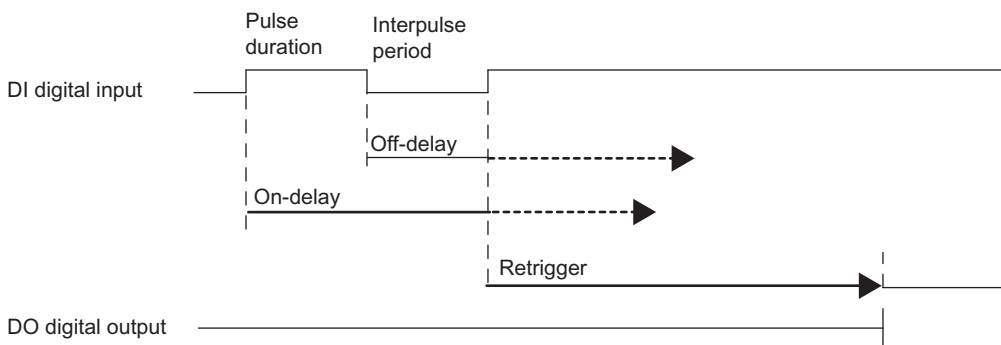 Pulse
duration
Interpulse
period
DI digital input
Off-delay
On-delay
Retrigger
DO digital output